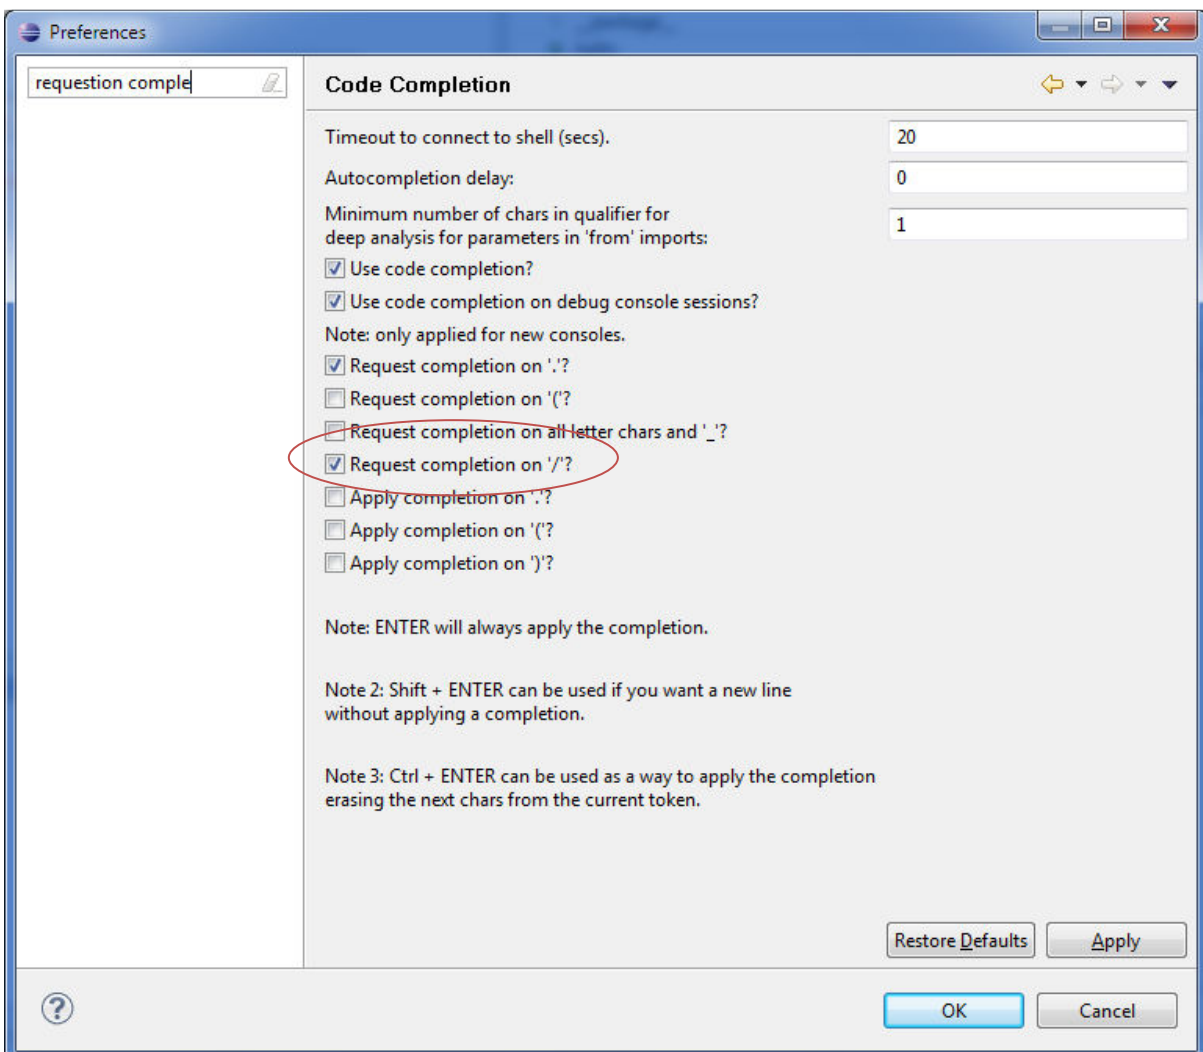 Preferences
requestion comple
Code Completion
Timeout to connect to shell (secs).
20
Autocompletion delay:
0
Minimum number of chars in qualifier for
deep analysis for parameters in 'from' imports:
1
Use code completion?
Use code completion on debug console sessions?
Note: only applied for new consoles.
Request completion on '.'?
Request completion on '('?
Request completion on all letter chars and '_'?
Request completion on '/'?
Apply completion on '.'?
Apply completion on '('?
Apply completion on ')'?
Note: ENTER will always apply the completion.
Note 2: Shift + ENTER can be used if you want a new line
without applying a completion.
Note 3: Ctrl + ENTER can be used as a way to apply the completion
erasing the next chars from the current token.
Restore Defaults
Apply
OK
Cancel